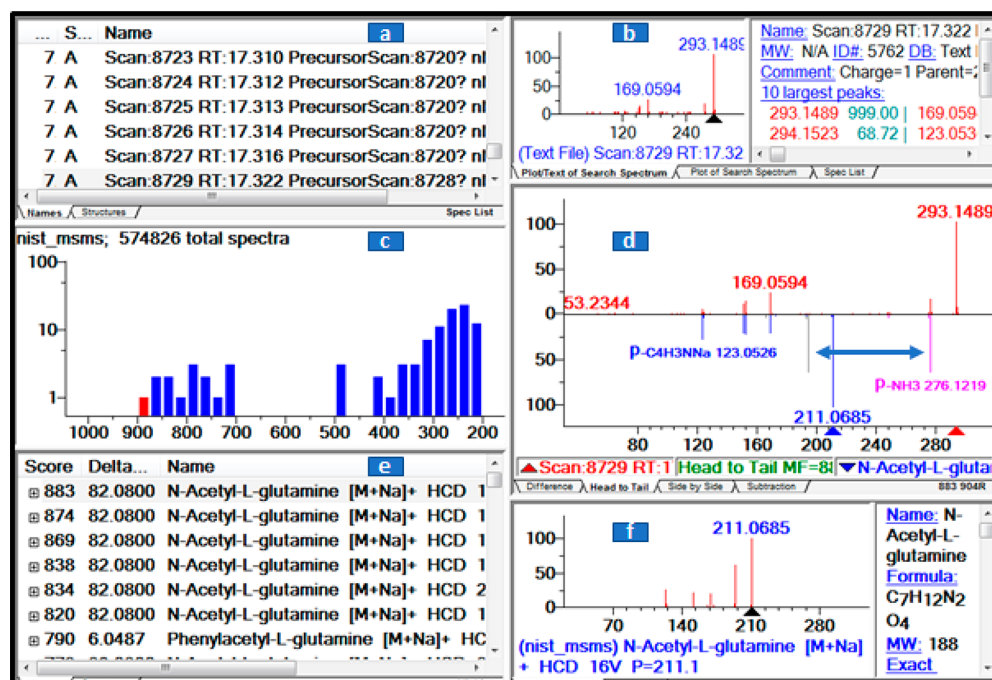 ... S... Name a
7 A Scan:8723 RT:17.310 PrecursorScan:8720? nl
7 A Scan:8724 RT:17.312 PrecursorScan:8720? nl
7 A Scan:8725 RT:17.313 PrecursorScan:8720? nl
7 A Scan:8726 RT:17.314 PrecursorScan:8720? nl
7 A Scan:8727 RT:17.316 PrecursorScan:8720? nl
7 A Scan:8729 RT:17.322 PrecursorScan:8728? nl
Names Structures Spec List
b
293.1489
100
50
0
169.0594
120 240
(Text File) Scan:8729 RT:17.32
Plot/Text of Search Spectrum Plot of Search Spectrum Spec List
Name: Scan:8729 RT:17.322
MW: N/A ID#: 5762 DB: Text
Comment: Charge=1 Parent=2
10 largest peaks:
293.1489 999.00 | 169.059
294.1523 68.72 | 123.053
nist_msms; 574826 total spectra
c
100
10
1
1000 900 800 700 600 500 400 300 200
d
293.1489
100
50
169.0594
53.2344
0
p-C4H3NNa 123.0526
50
p-NH3 276.1219
100
211.0685
80 120 160 200 240 280
Scan:8729 RT:1 Head to Tail MF=88 N-Acetyl-L-gluta
Difference Head to Tail Side by Side Subtraction 883 904R
Score Delta... Name e
883 82.0800 N-Acetyl-L-glutamine [M+Na]+ HCD 1
874 82.0800 N-Acetyl-L-glutamine [M+Na]+ HCD 1
869 82.0800 N-Acetyl-L-glutamine [M+Na]+ HCD 1
838 82.0800 N-Acetyl-L-glutamine [M+Na]+ HCD 1
834 82.0800 N-Acetyl-L-glutamine [M+Na]+ HCD 2
820 82.0800 N-Acetyl-L-glutamine [M+Na]+ HCD 1
790 6.0487 Phenylacetyl-L-glutamine [M+Na]+ HC
f
211.0685
100
50
0
70 140 210 280
(nist_msms) N-Acetyl-L-glutamine [M+Na]
+ HCD 16V P=211.1
Name: N-
Acetyl-L-
glutamine
Formula:
C7H12N2
O4
MW: 188
Exact